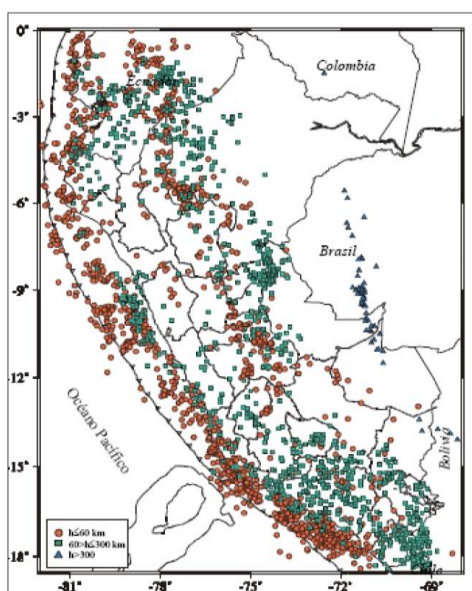 0°
-3°
-6°
-9°
-12°
-15°
-18°
Colombia
Ecuador
Brasil
Océano Pacífico
Bolivia
h≤60 km
60>h≤300 km
h>300
-81°
-78°
-75°
-72°
-69°